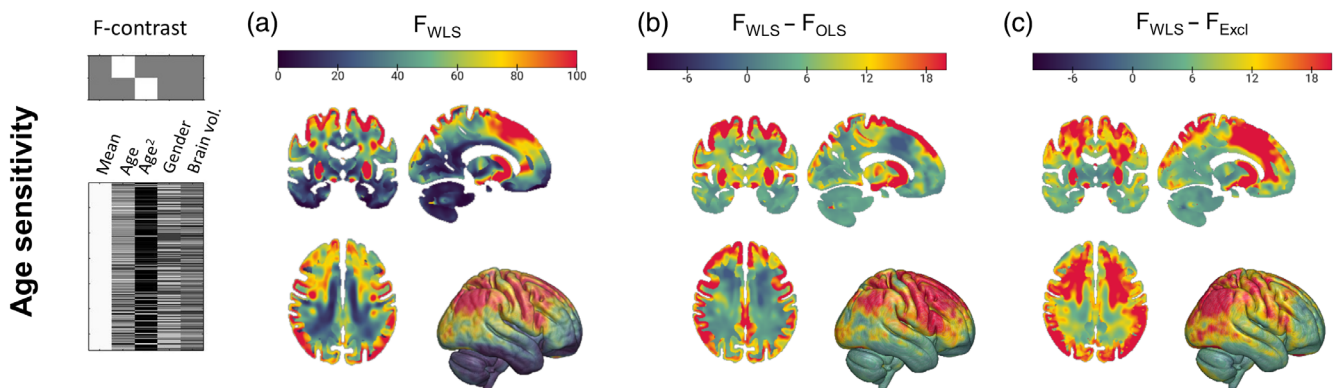 Age sensitivity
F-contrast
Mean
Age
Age²
Gender
Brain vol.
(a)
F_WLS
0 20 40 60 80 100
(b)
F_WLS – F_OLS
-6 0 6 12 18
(c)
F_WLS – F_Excl
-6 0 6 12 18